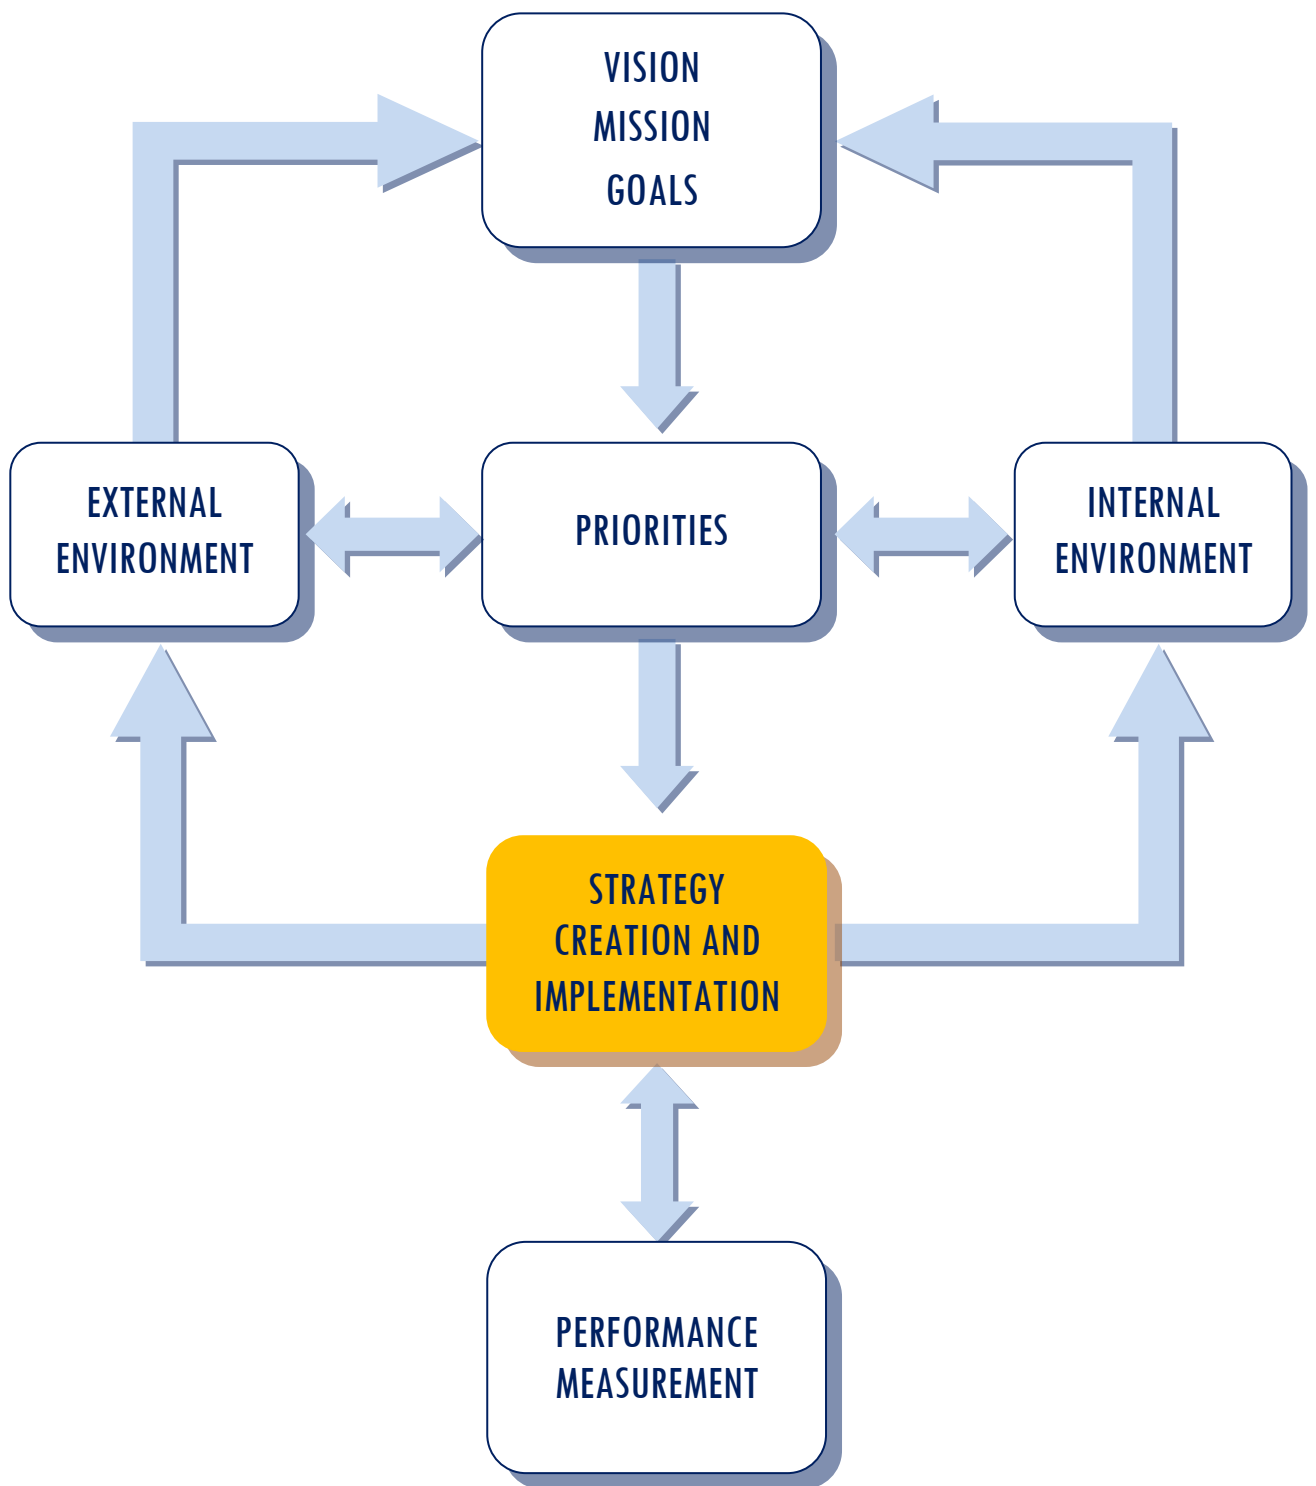 VISION
MISSION
GOALS
EXTERNAL
ENVIRONMENT
PRIORITIES
INTERNAL
ENVIRONMENT
STRATEGY
CREATION AND
IMPLEMENTATION
PERFORMANCE
MEASUREMENT